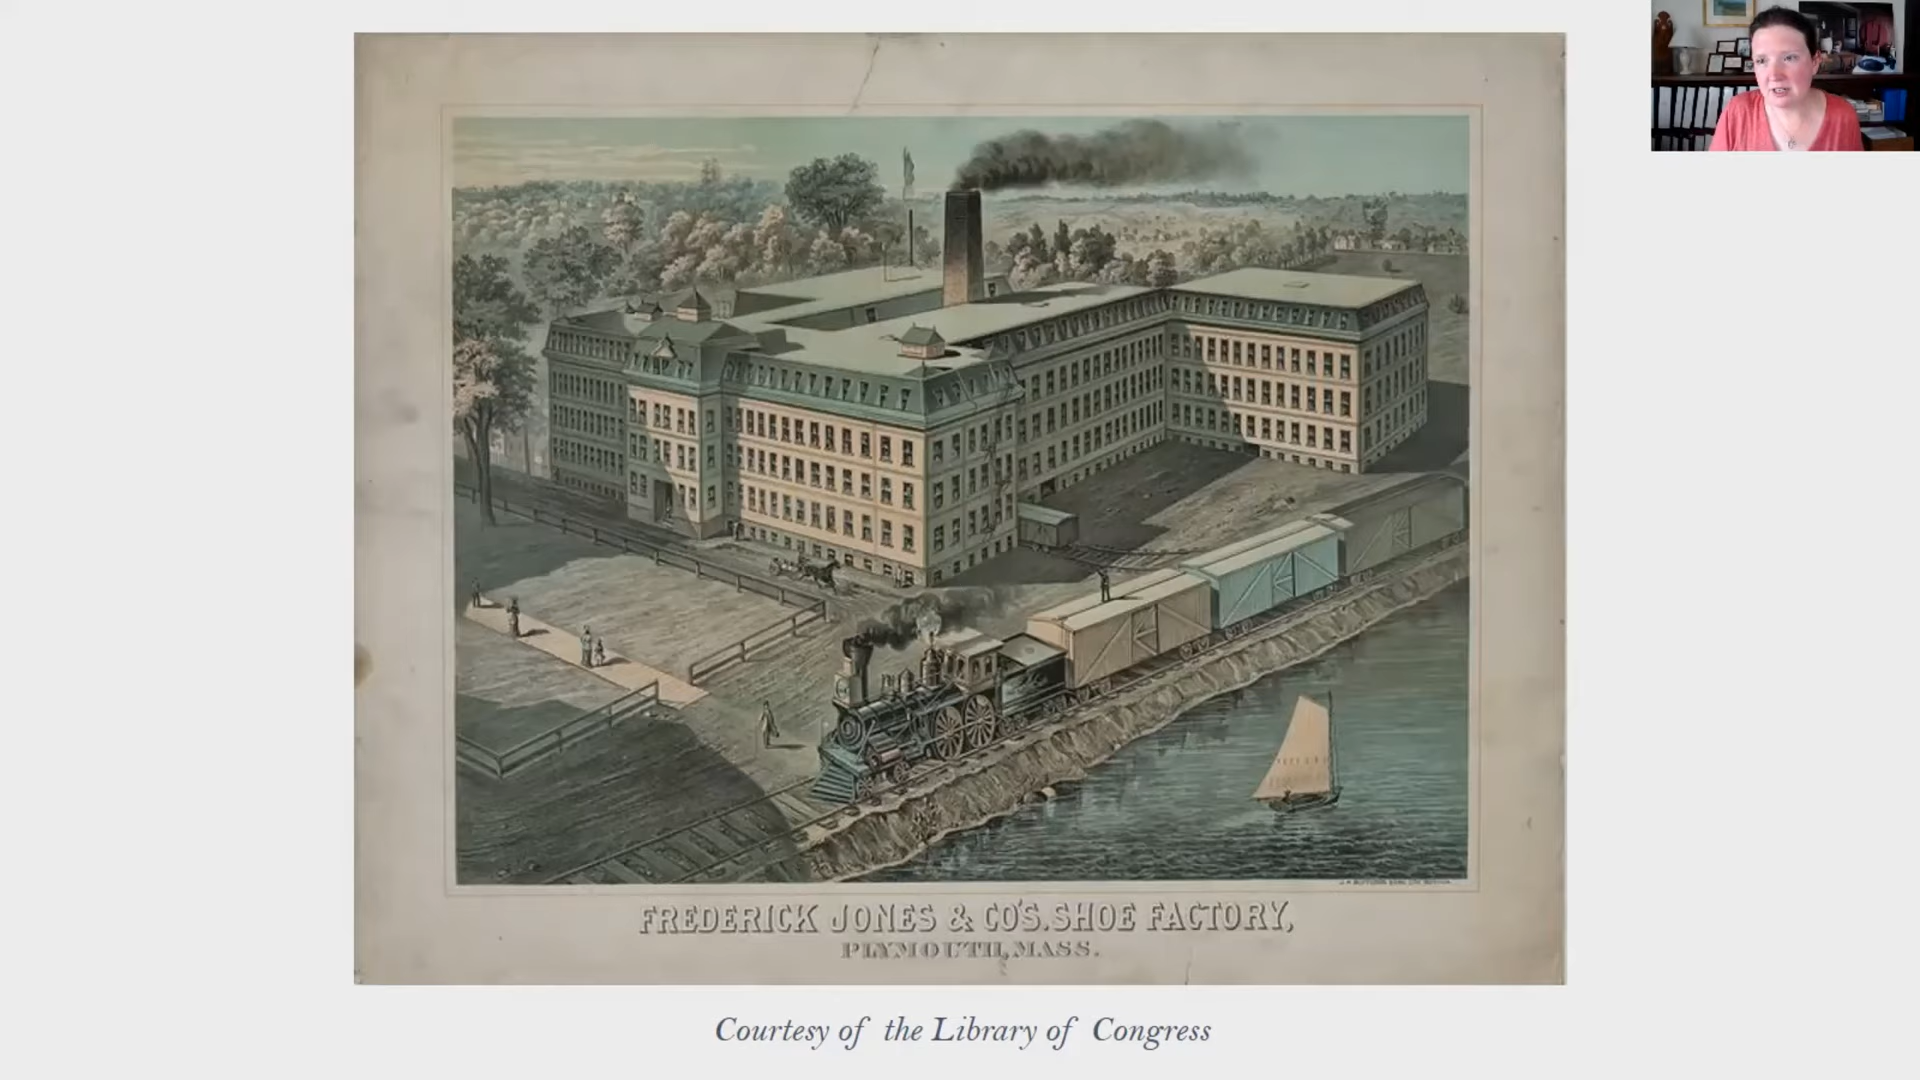 FREDERICK JONES & CO'S. SHOE FACTORY,
PLYMOUTH, MASS.
Courtesy of the Library of Congress